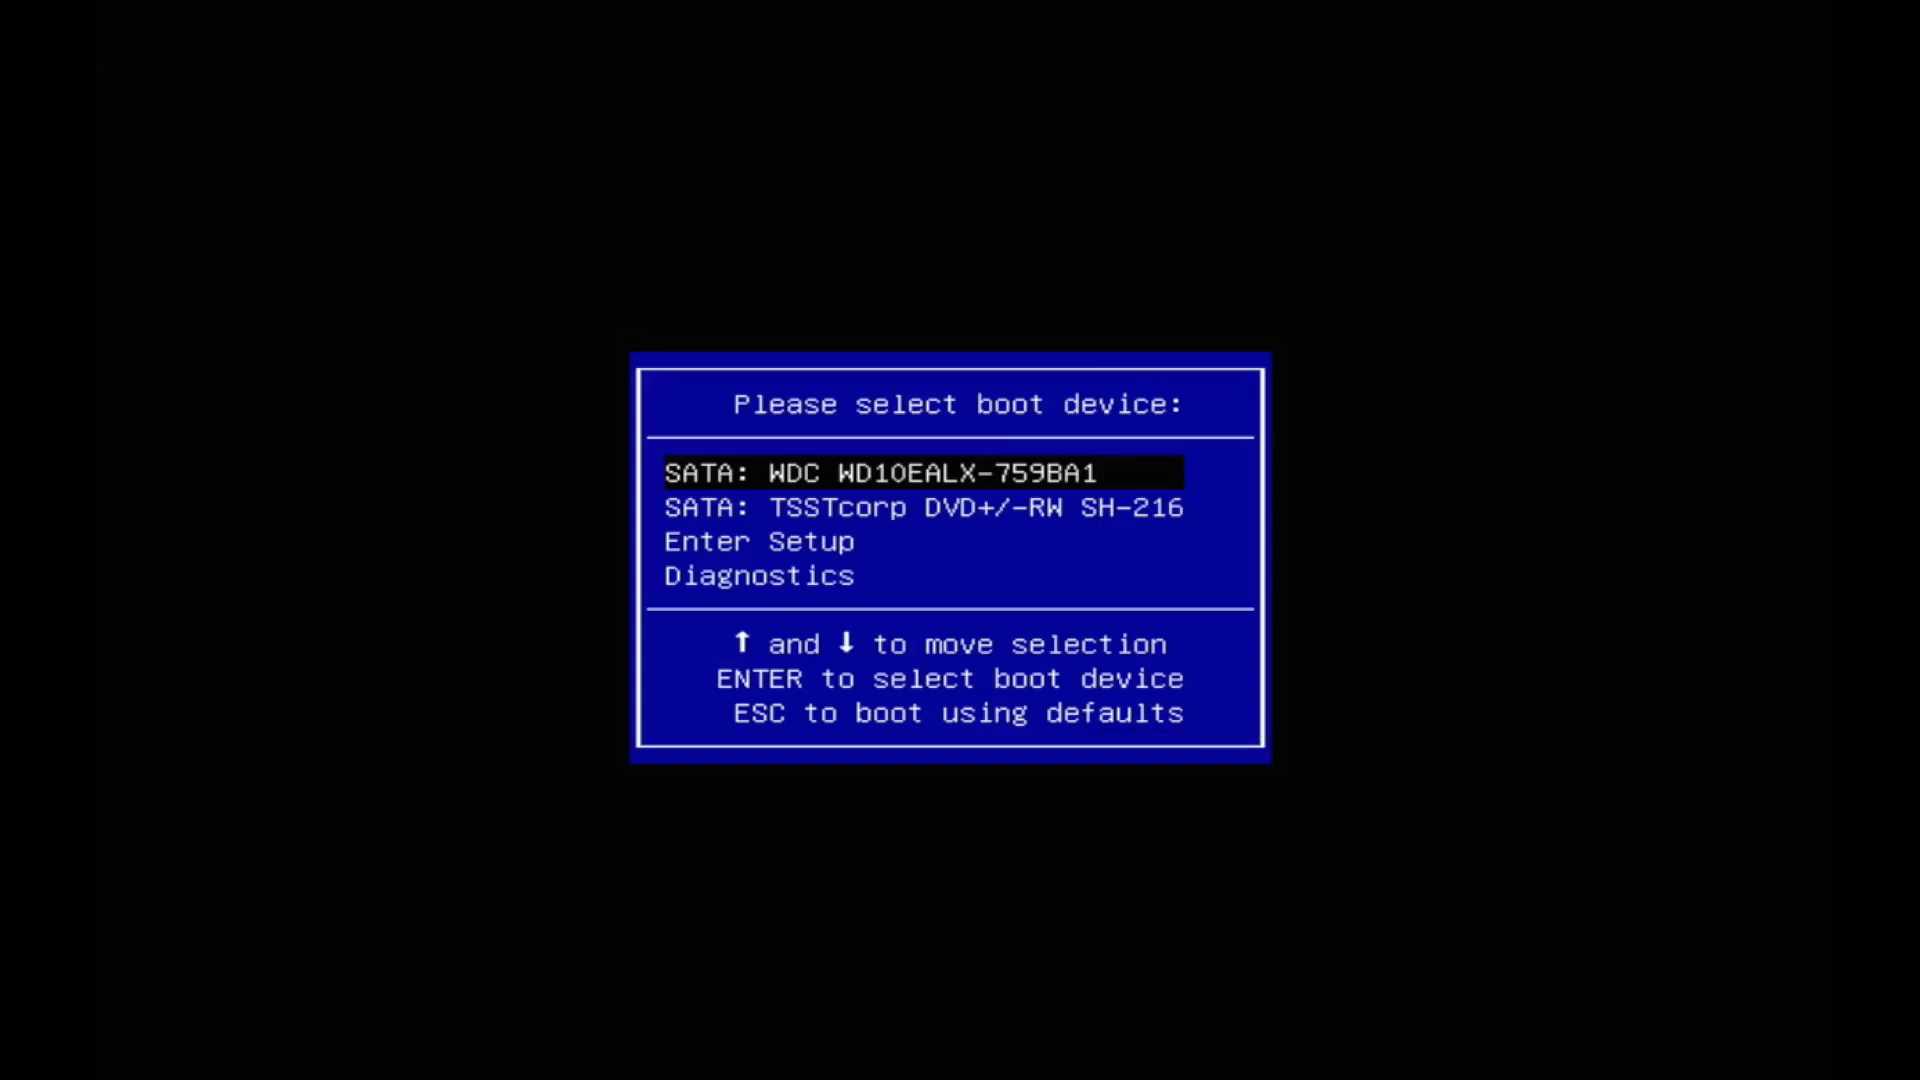 Please select boot device:
SATA: WDC WD10EALX-759BA1
SATA: TSSTcorp DVD+/-RW SH-216
Enter Setup
Diagnostics
↑ and ↓ to move selection
ENTER to select boot device
ESC to boot using defaults